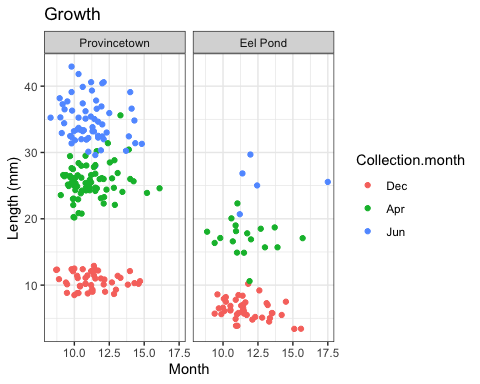 Growth
Provincetown
Eel Pond
40
30
20
10
Length (mm)
10.0 12.5 15.0 17.5
10.0 12.5 15.0 17.5
Month
Collection.month
Dec
Apr
Jun